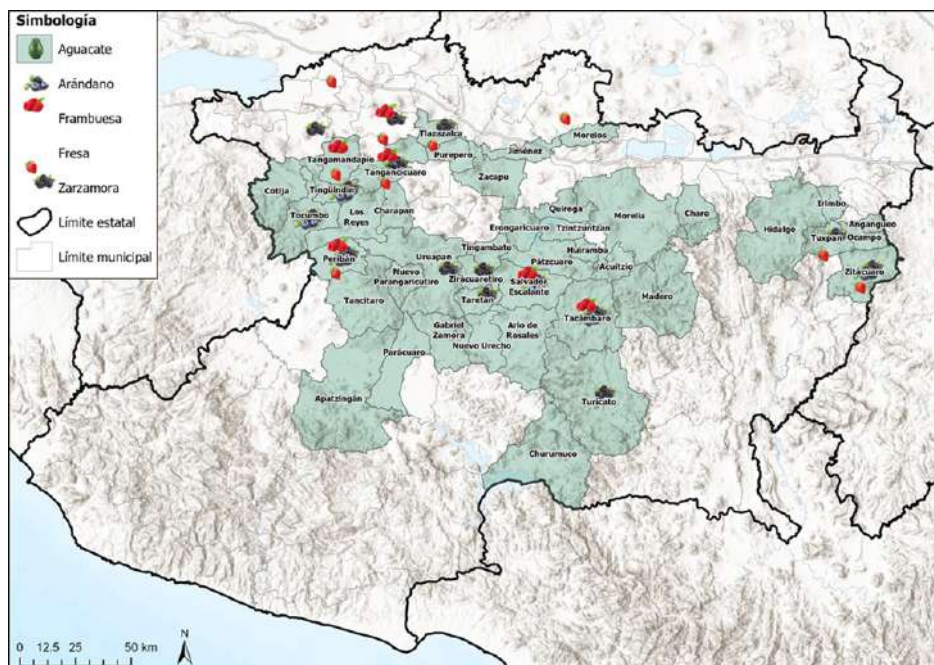 Simbología
Aguacate
Arándano
Frambuesa
Fresa
Zarzamora
Límite estatal
Límite municipal
Tlazazalca
Morelos
Tangamandapio
Purepero
Jiménez
Tangancícuaro
Zacapu
Cotija
Tingüindín
Irimbo
Los
Reyes
Charapan
Quiroga
Morelia
Charo
Tocumbo
Erongarícuaro
Tzintzuntzan
Hidalgo
Tuxpan
Angangueo
Ocampo
Peribán
Uruapan
Tingambato
Pátzcuaro
Huiramba
Acuitzio
Zitácuaro
Nuevo
Parangaricutiro
Ziracuaretiro
Salvador
Escalante
Madero
Tancítaro
Taretan
Tacámbaro
Gabriel
Zamora
Ario de
Rosales
Nuevo Urecho
Parácuaro
Apatzingán
Turicato
Churumuco
0 12.5 25 50 km
N